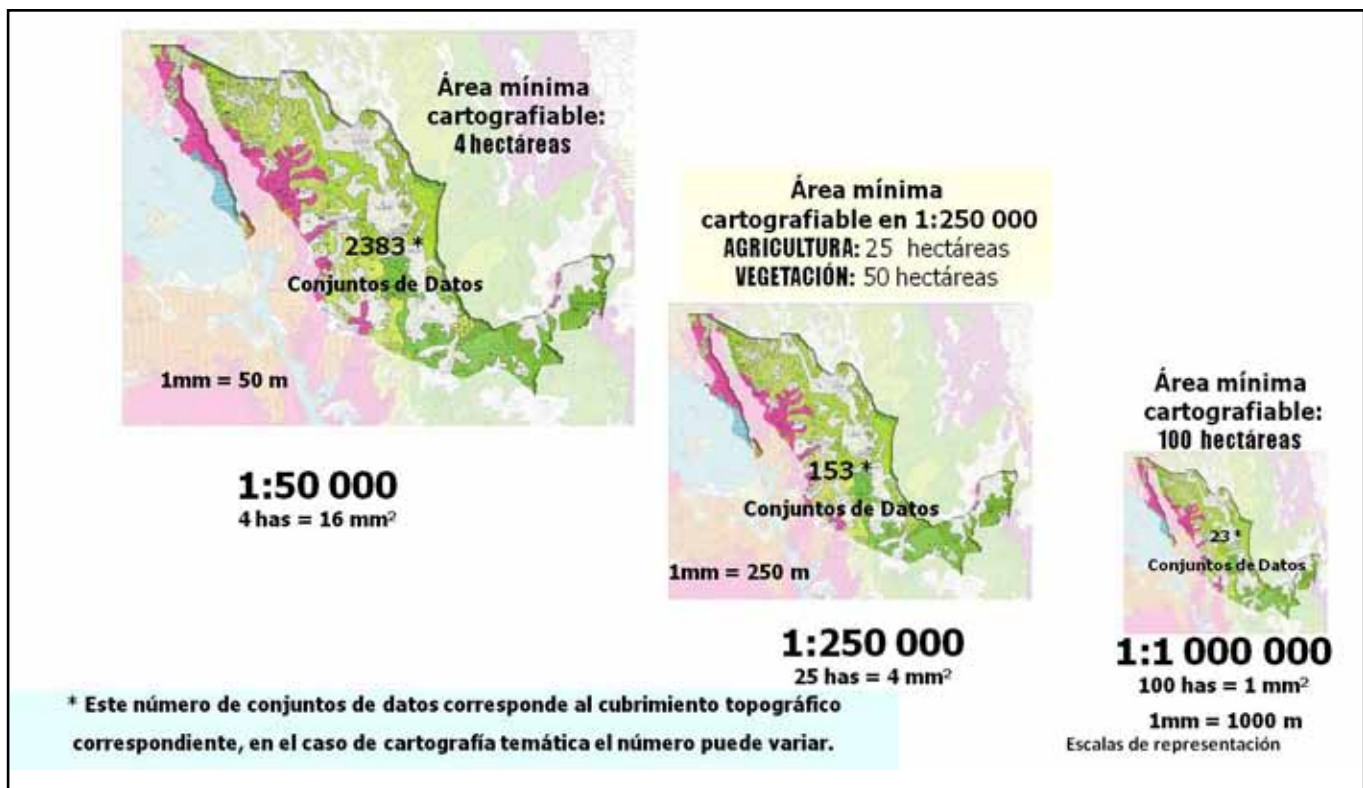 Área mínima
cartografiable:
4 hectáreas
2383 *
Conjuntos de Datos
1mm = 50 m
1:50 000
4 has = 16 mm²
Área mínima
cartografiable en 1:250 000
AGRICULTURA: 25 hectáreas
VEGETACIÓN: 50 hectáreas
153 *
Conjuntos de Datos
1mm = 250 m
1:250 000
25 has = 4 mm²
Área mínima
cartografiable:
100 hectáreas
23 *
Conjuntos de Datos
1:1 000 000
100 has = 1 mm²
1mm = 1000 m
Escalas de representación
* Este número de conjuntos de datos corresponde al cubrimiento topográfico
correspondiente, en el caso de cartografía temática el número puede variar.